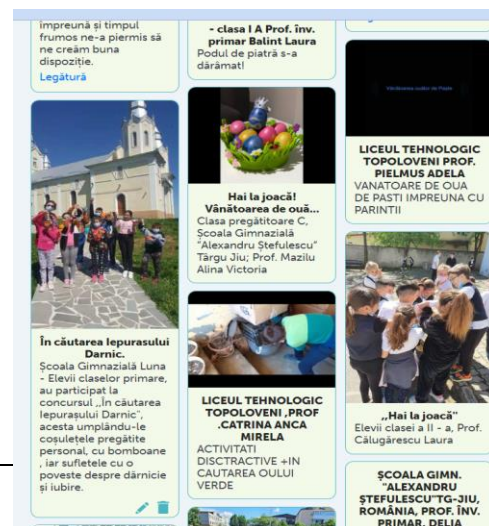 împreună și timpul
frumos ne-a piermis să
ne creăm buna
dispoziție.
Legătură
În căutarea Iepurasului
Darnic.
Școala Gimnazială Luna
- Elevii claselor primare,
au participat la
concursul ,,În căutarea
Iepurașului Darnic",
acesta umplându-le
coșulețele pregătite
personal, cu bomboane
, iar sufletele cu o
poveste despre dărnicie
și iubire.
- clasa I A Prof. înv.
primar Balint Laura
Podul de piatră s-a
dărâmat!
Hai la joacă!
Vânătoarea de ouă...
Clasa pregătitoare C,
Școala Gimnazială
"Alexandru Ștefulescu"
Târgu Jiu; Prof. Mazilu
Alina Victoria
LICEUL TEHNOLOGIC
TOPOLOVENI ,PROF
.CATRINA ANCA
MIRELA
ACTIVITATI
DISCTRACTIVE +IN
CAUTAREA OULUI
VERDE
Vânătoarea ouălor de Paște
LICEUL TEHNOLOGIC
TOPOLOVENI PROF.
PIELMUS ADELA
VANATOARE DE OUA
DE PASTI IMPREUNA CU
PARINTII
,,Hai la joacă"
Elevii clasei a II - a, Prof.
Călugărescu Laura
ȘCOALA GIMN.
"ALEXANDRU
ȘTEFULESCU"TG-JIU,
ROMÂNIA, PROF. ÎNV.
PRIMAR, DELIA